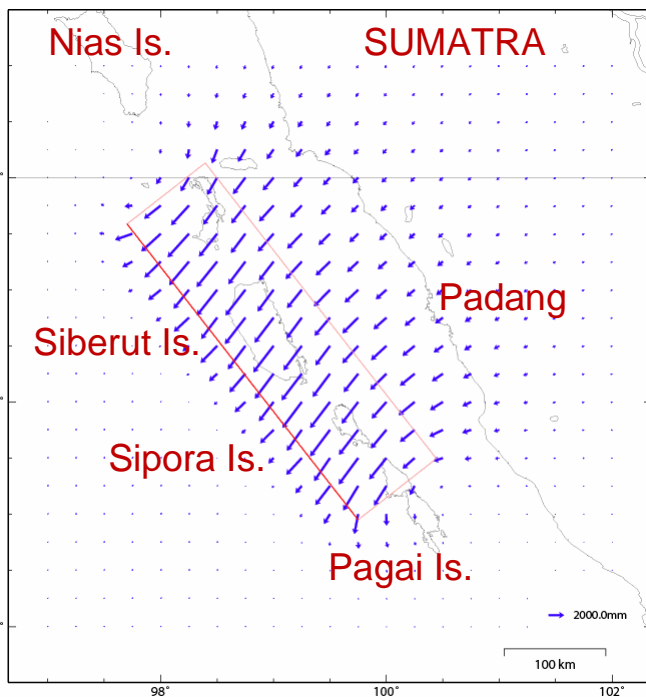 Nias Is.
SUMATRA
°
Padang
Siberut Is.
°
Sipora Is.
Pagai Is.
2000.0mm
°
100 km
98°
100°
102°